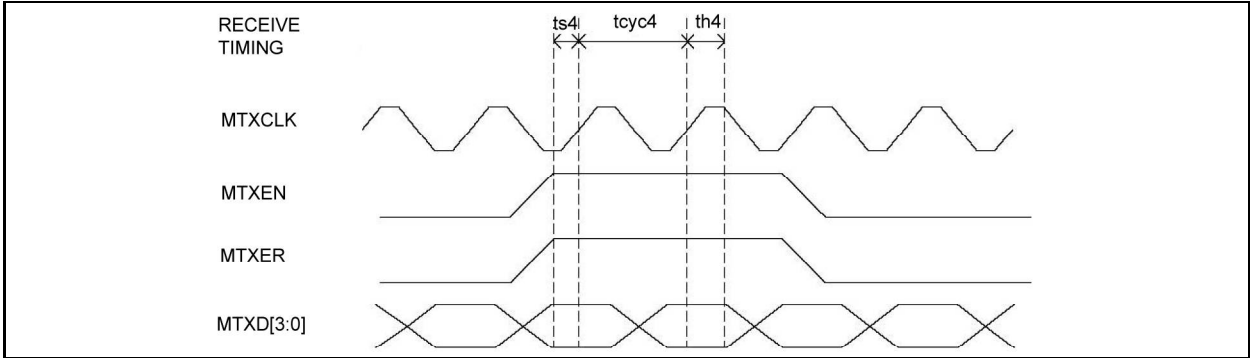 RECEIVE
TIMING
ts4 tcyc4 th4
MTXCLK
MTXEN
MTXER
MTXD[3:0]